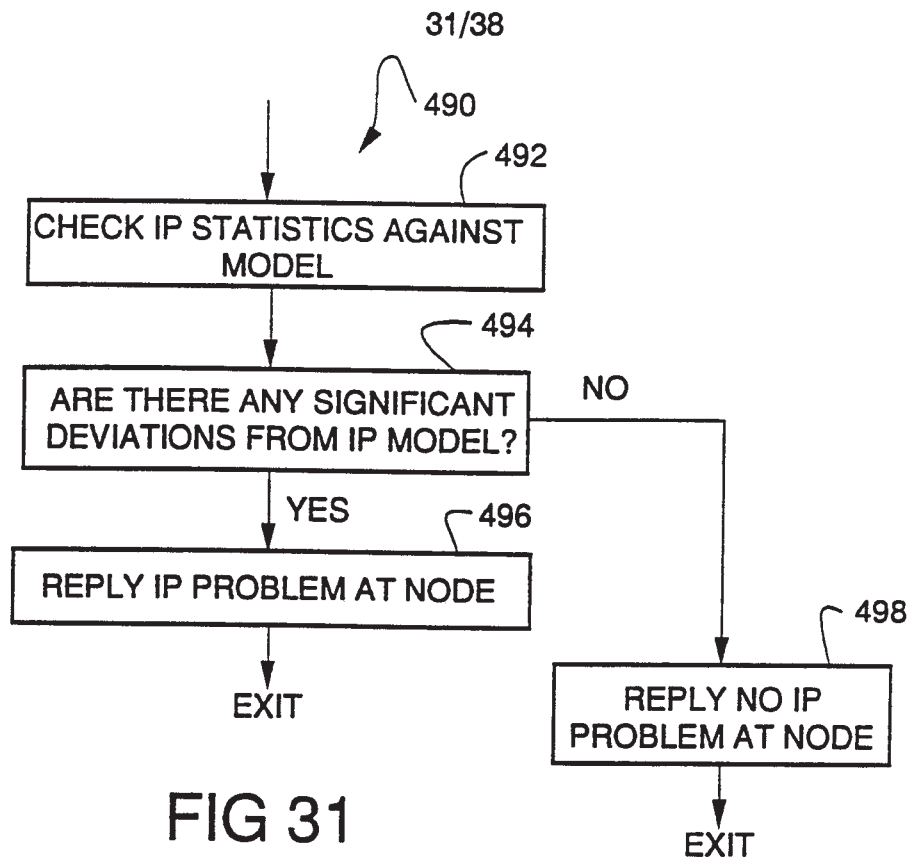 31/38
490
492
CHECK IP STATISTICS AGAINST
MODEL
494
ARE THERE ANY SIGNIFICANT
DEVIATIONS FROM IP MODEL?
NO
YES
496
REPLY IP PROBLEM AT NODE
EXIT
498
REPLY NO IP
PROBLEM AT NODE
EXIT
FIG 31